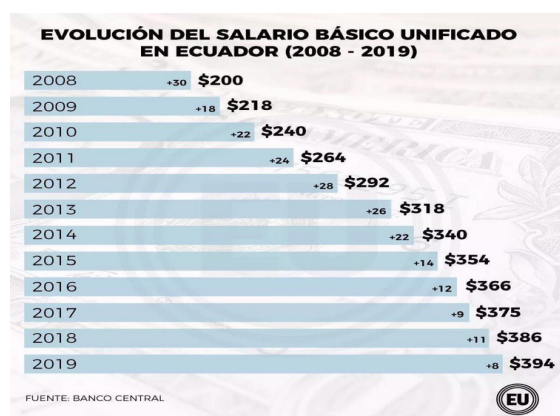 EVOLUCIÓN DEL SALARIO BÁSICO UNIFICADO
EN ECUADOR (2008 - 2019)
2008 +30 $200
2009 +18 $218
2010 +22 $240
2011 +24 $264
2012 +28 $292
2013 +26 $318
2014 +22 $340
2015 +14 $354
2016 +12 $366
2017 +9 $375
2018 +11 $386
2019 +8 $394
FUENTE: BANCO CENTRAL
EU